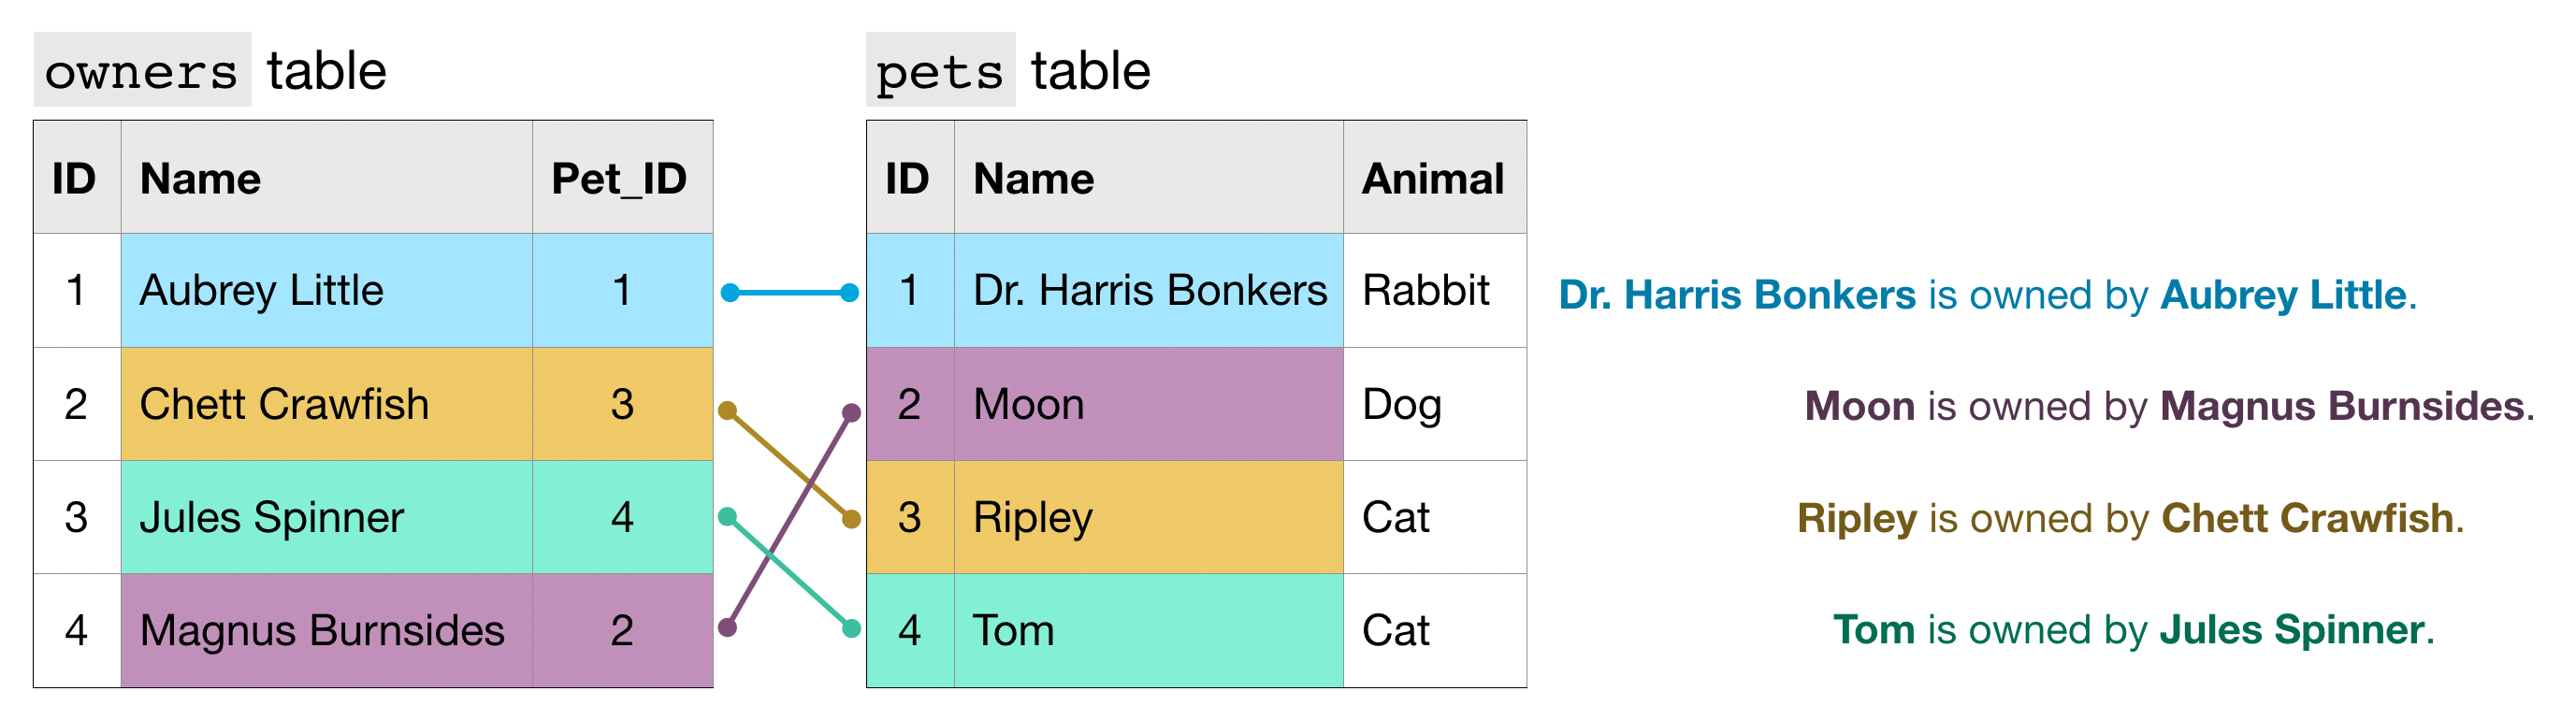 owners table
pets table
ID Name Pet_ID
1 Aubrey Little 1
2 Chett Crawfish 3
3 Jules Spinner 4
4 Magnus Burnsides 2
ID Name Animal
1 Dr. Harris Bonkers Rabbit
2 Moon Dog
3 Ripley Cat
4 Tom Cat
Dr. Harris Bonkers is owned by Aubrey Little.
Moon is owned by Magnus Burnsides.
Ripley is owned by Chett Crawfish.
Tom is owned by Jules Spinner.